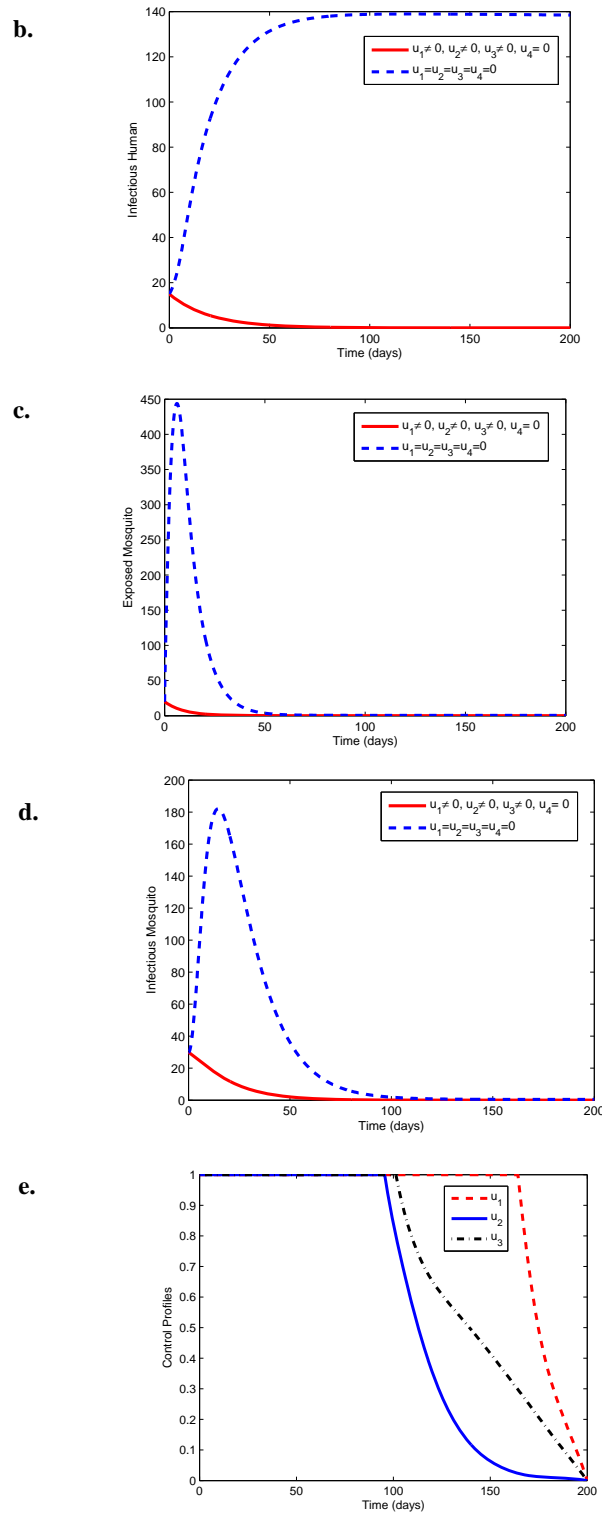 b.
140
120
100
80
60
40
20
0
Infectious Human
u₁≠ 0, u₂≠ 0, u₃≠ 0, u₄= 0
u₁=u₂=u₃=u₄=0
0 50 100 150 200
Time (days)
c.
450
400
350
300
250
200
150
100
50
0
Exposed Mosquito
u₁≠ 0, u₂≠ 0, u₃≠ 0, u₄= 0
u₁=u₂=u₃=u₄=0
0 50 100 150 200
Time (days)
d.
200
180
160
140
120
100
80
60
40
20
0
Infectious Mosquito
u₁≠ 0, u₂≠ 0, u₃≠ 0, u₄= 0
u₁=u₂=u₃=u₄=0
0 50 100 150 200
Time (days)
e.
1
0.9
0.8
0.7
0.6
0.5
0.4
0.3
0.2
0.1
0
Control Profiles
u₁
u₂
u₃
0 50 100 150 200
Time (days)